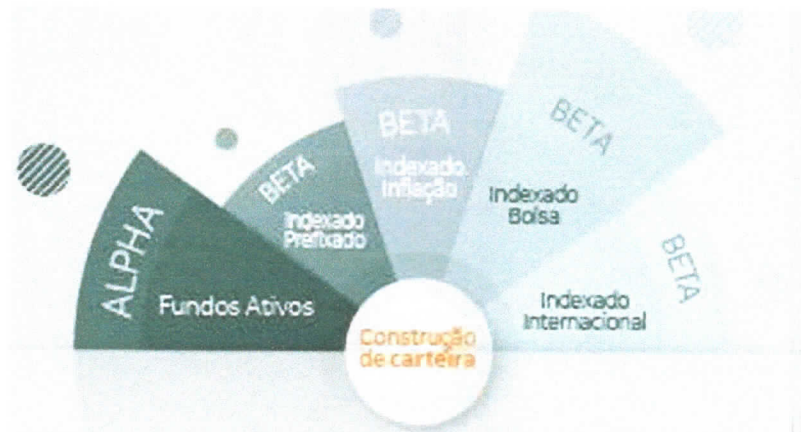 ALPHA
Fundos Ativos
BETA
Indexado
Prefixado
BETA
Indexado
Inflação
BETA
Indexado
Bolsa
BETA
Indexado
Internacional
Construção
de carteira